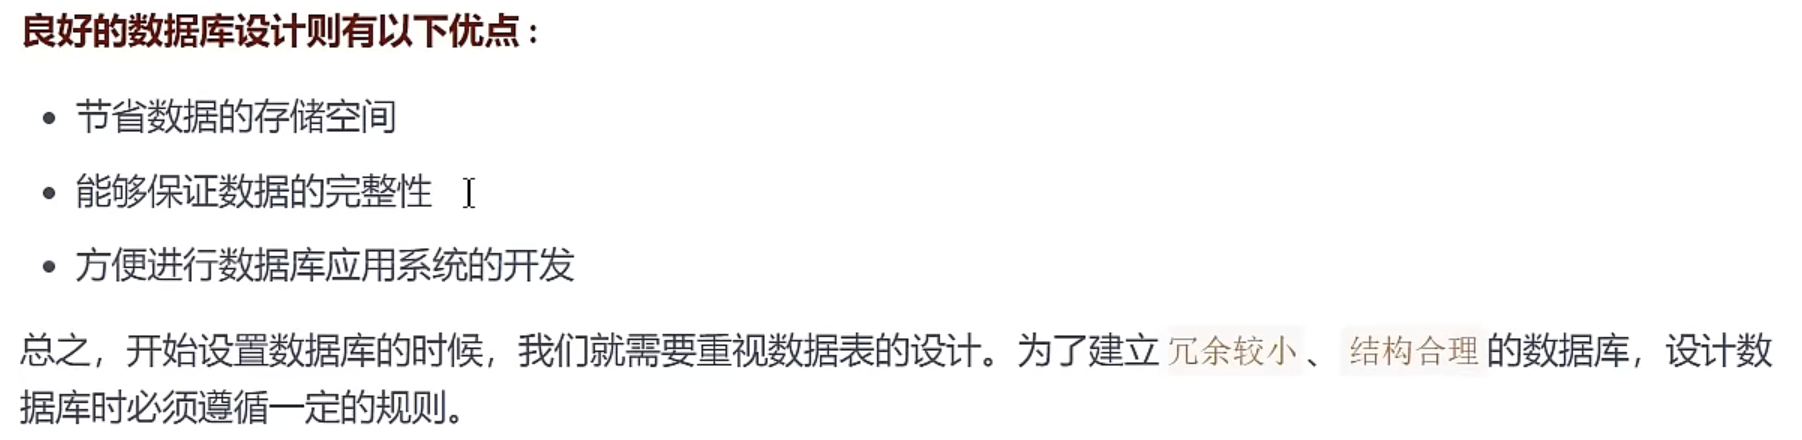 良好的数据库设计则有以下优点：
• 节省数据的存储空间
• 能够保证数据的完整性
• 方便进行数据库应用系统的开发
总之，开始设置数据库的时候，我们就需要重视数据表的设计。为了建立 冗余较小 、 结构合理 的数据库，设计数
据库时必须遵循一定的规则。